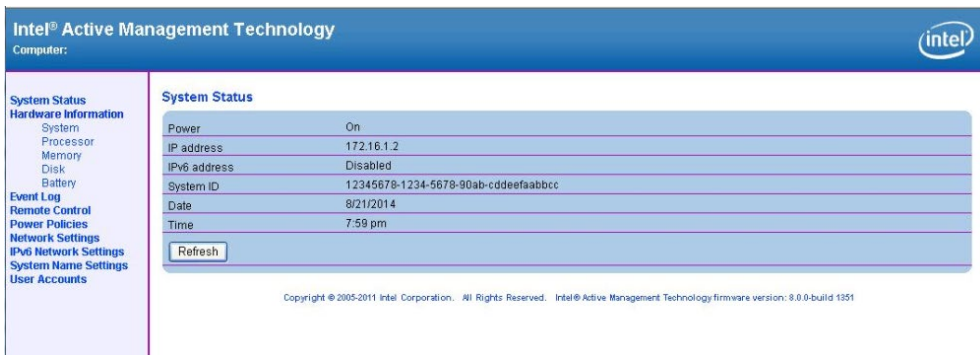 Intel® Active Management Technology
Computer:
intel
System Status
Hardware Information
System
Processor
Memory
Disk
Battery
Event Log
Remote Control
Power Policies
Network Settings
IPv6 Network Settings
System Name Settings
User Accounts
System Status
Power On
IP address 172.16.1.2
IPv6 address Disabled
System ID 12345678-1234-5678-90ab-cddeefaabbcc
Date 8/21/2014
Time 7:59 pm
Refresh
Copyright © 2005-2011 Intel Corporation. All Rights Reserved. Intel® Active Management Technology firmware version: 8.0.0-build 1351